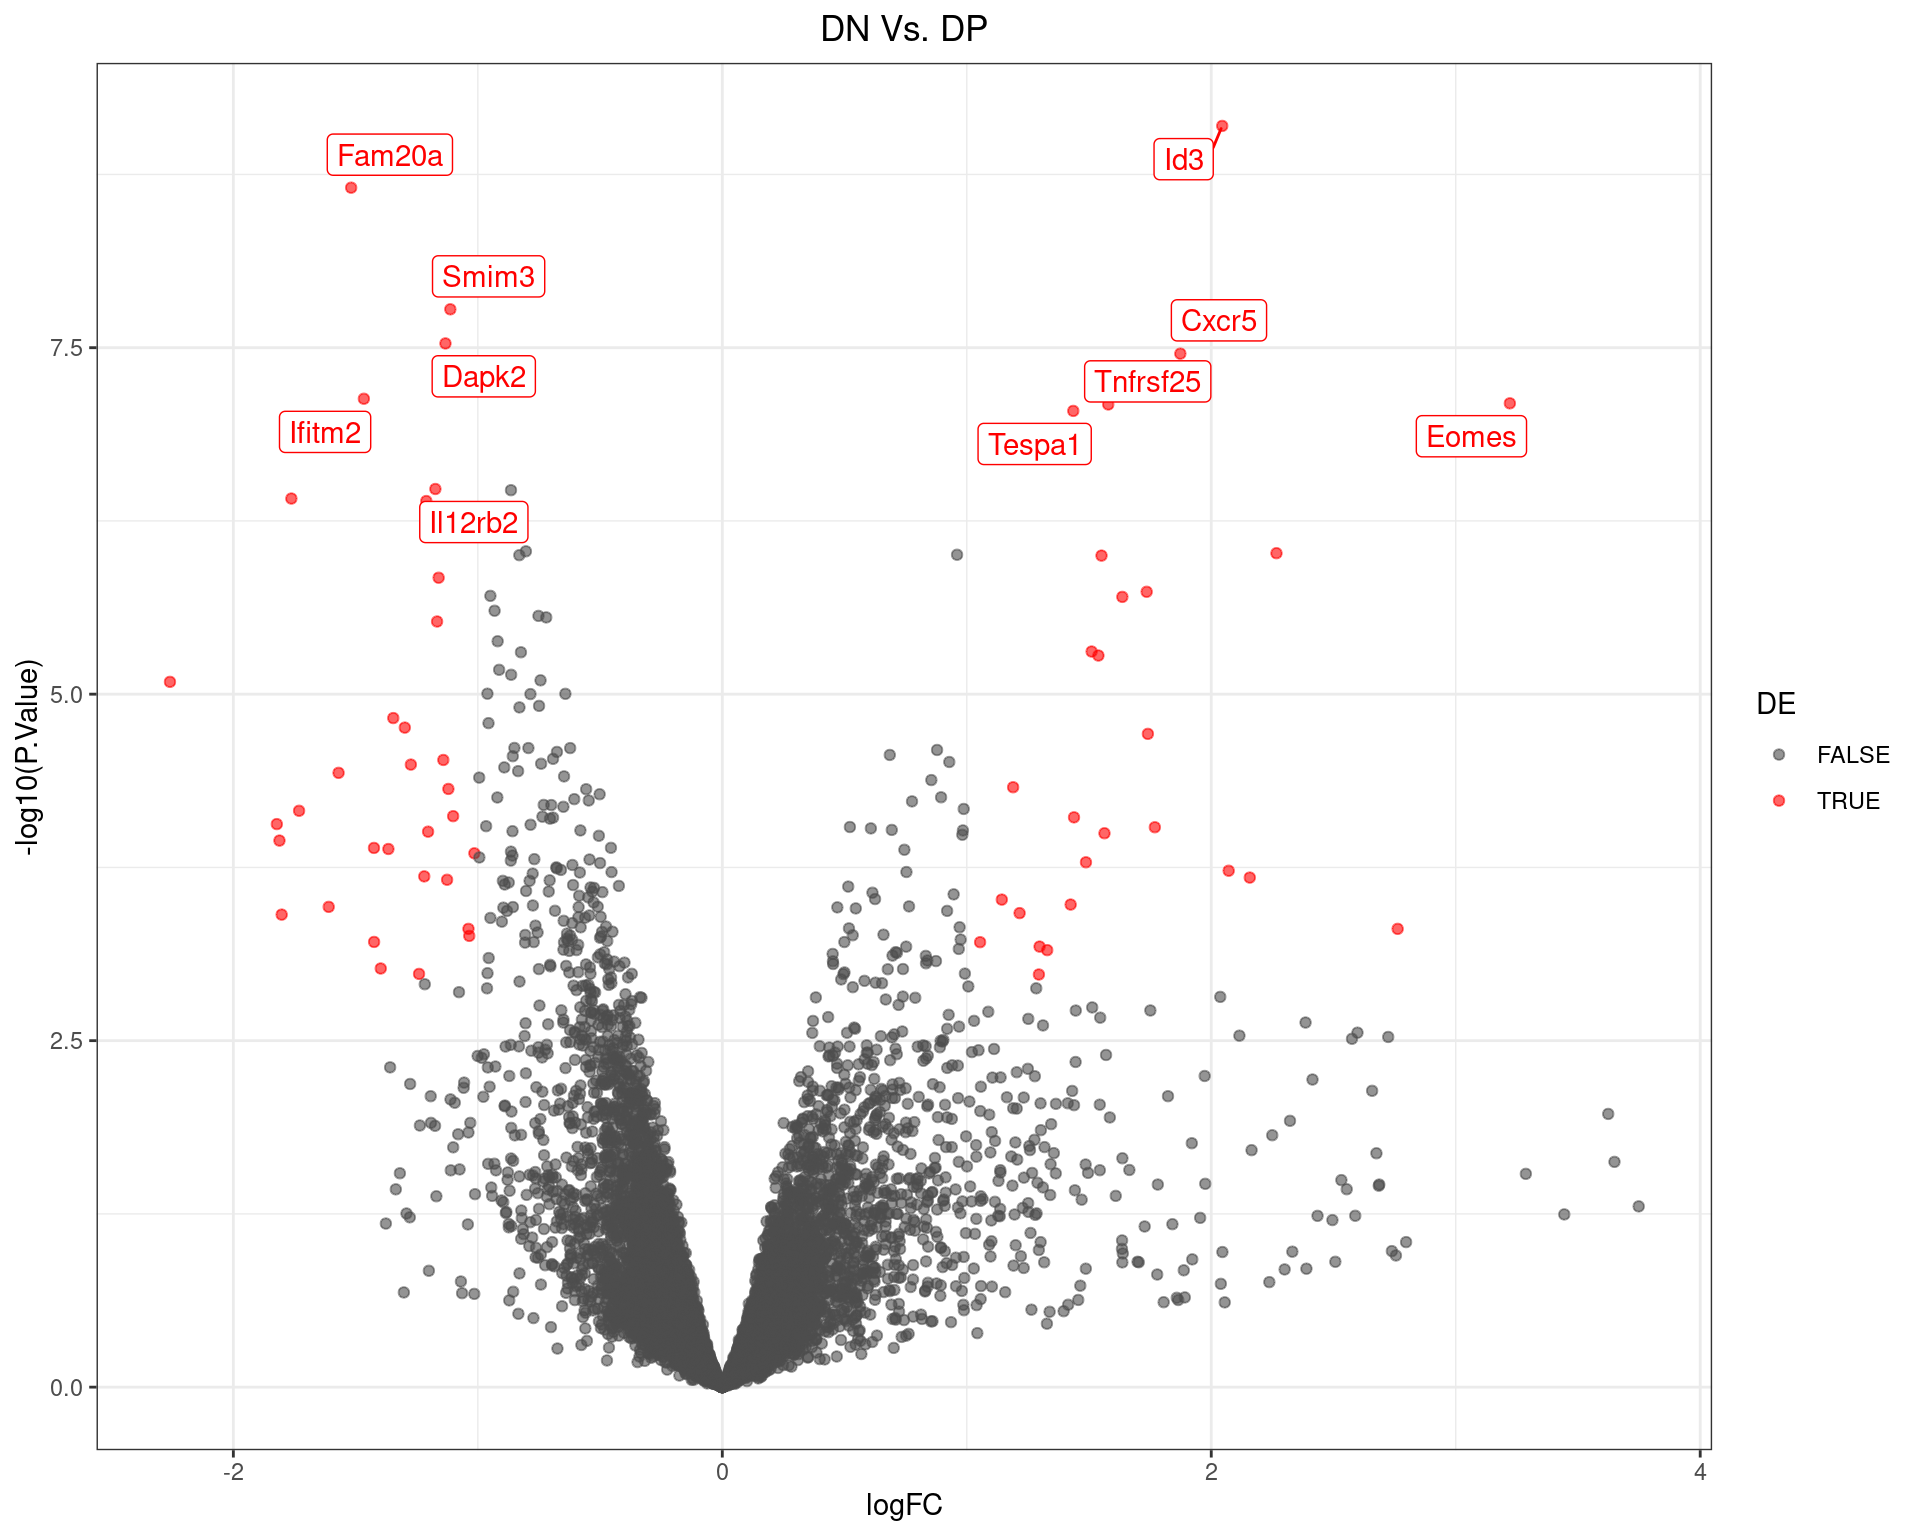 DN Vs. DP
Fam20a
Id3
Smim3
Cxcr5
Dapk2
Tnfrsf25
Ifitm2
Tespa1
Eomes
Il12rb2
7.5
5.0
2.5
0.0
-log10(P.Value)
-2
0
2
4
logFC
DE
FALSE
TRUE